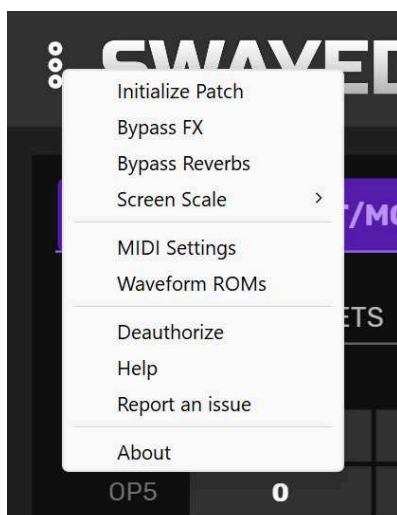 Initialize Patch
Bypass FX
Bypass Reverbs
Screen Scale
MIDI Settings
Waveform ROMs
Deauthorize
Help
Report an issue
About
OP5 0